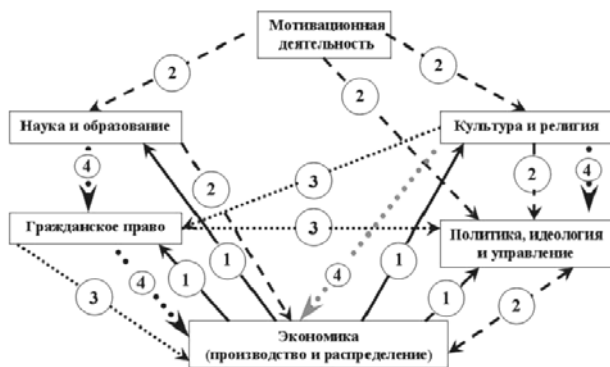 Мотивационная
деятельность
2
2
2
Наука и образование
Культура и религия
4
2
3
2
4
Гражданское право
3
Политика, идеология
и управление
3
4
1
1
4
1
1
2
Экономика
(производство и распределение)